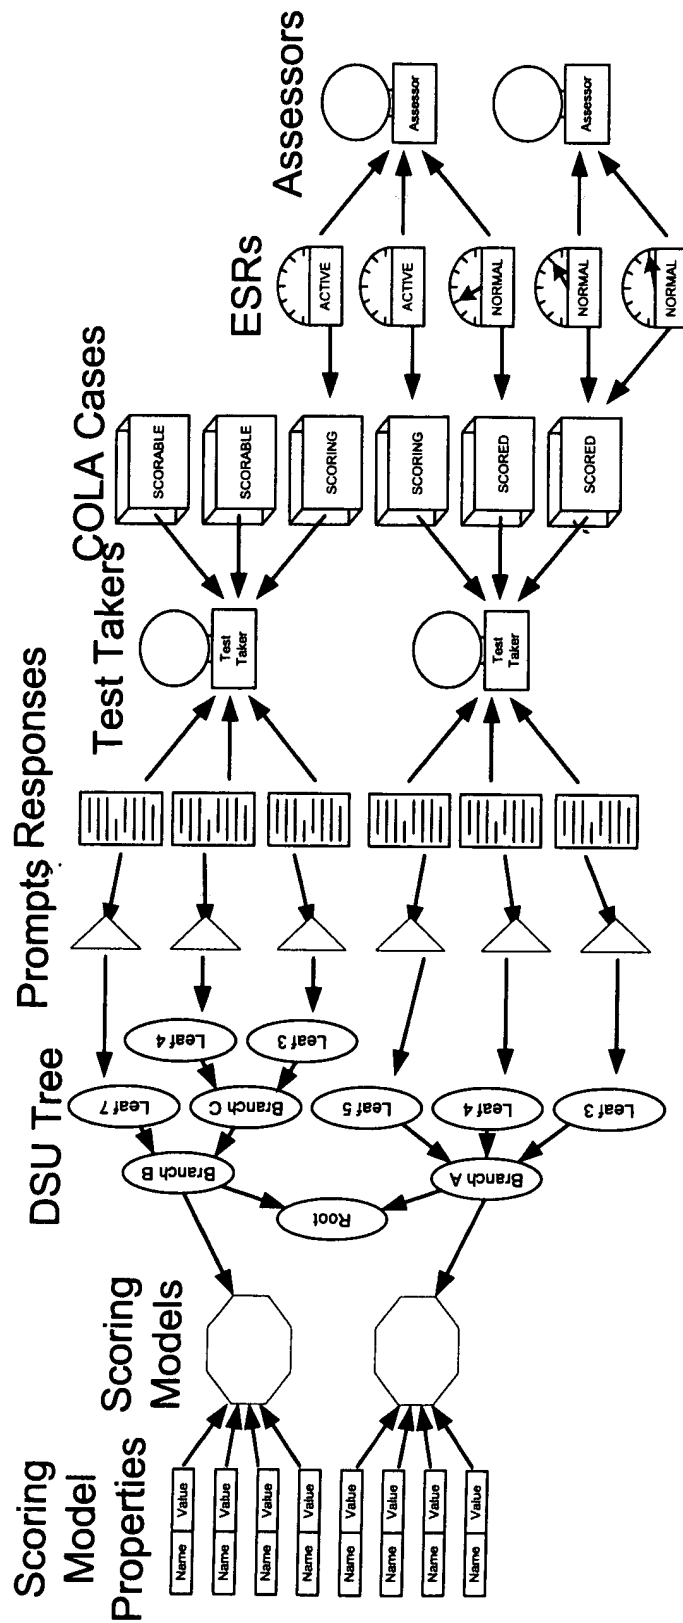 Scoring
Model
Properties
Scoring
Models
DSU Tree
Prompts
Responses
Test Takers
COLA Cases
ESRs
Assessors
Name Value
Name Value
Name Value
Name Value
Name Value
Name Value
Name Value
Name Value
Root
Branch B
Branch A
Leaf 7
Branch C
Leaf 4
Leaf 3
Leaf 5
Leaf 4
Leaf 3
Test
Taker
Test
Taker
SCORABLE
SCORABLE
SCORING
SCORING
SCORED
SCORED
ACTIVE
ACTIVE
NORMAL
NORMAL
NORMAL
Assessor
Assessor